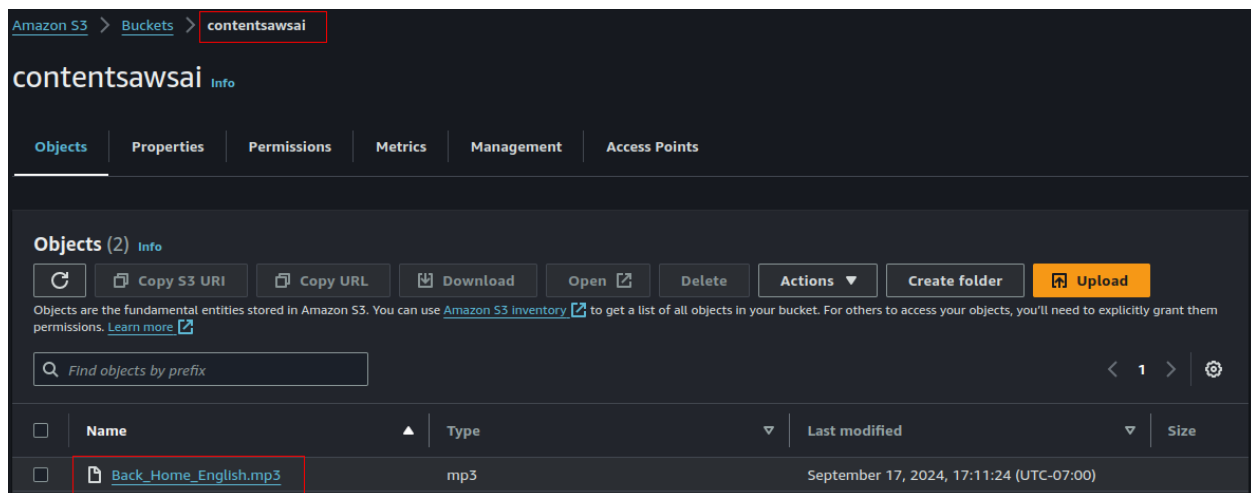 Amazon S3 > Buckets > contentsawsai
contentsawsai Info
Objects Properties Permissions Metrics Management Access Points
Objects (2) Info
Copy S3 URI Copy URL Download Open Delete Actions ▼ Create folder Upload
Objects are the fundamental entities stored in Amazon S3. You can use Amazon S3 inventory to get a list of all objects in your bucket. For others to access your objects, you'll need to explicitly grant them
permissions. Learn more
Find objects by prefix < 1 >
Name Type Last modified Size
Back_Home_English.mp3 mp3 September 17, 2024, 17:11:24 (UTC-07:00)